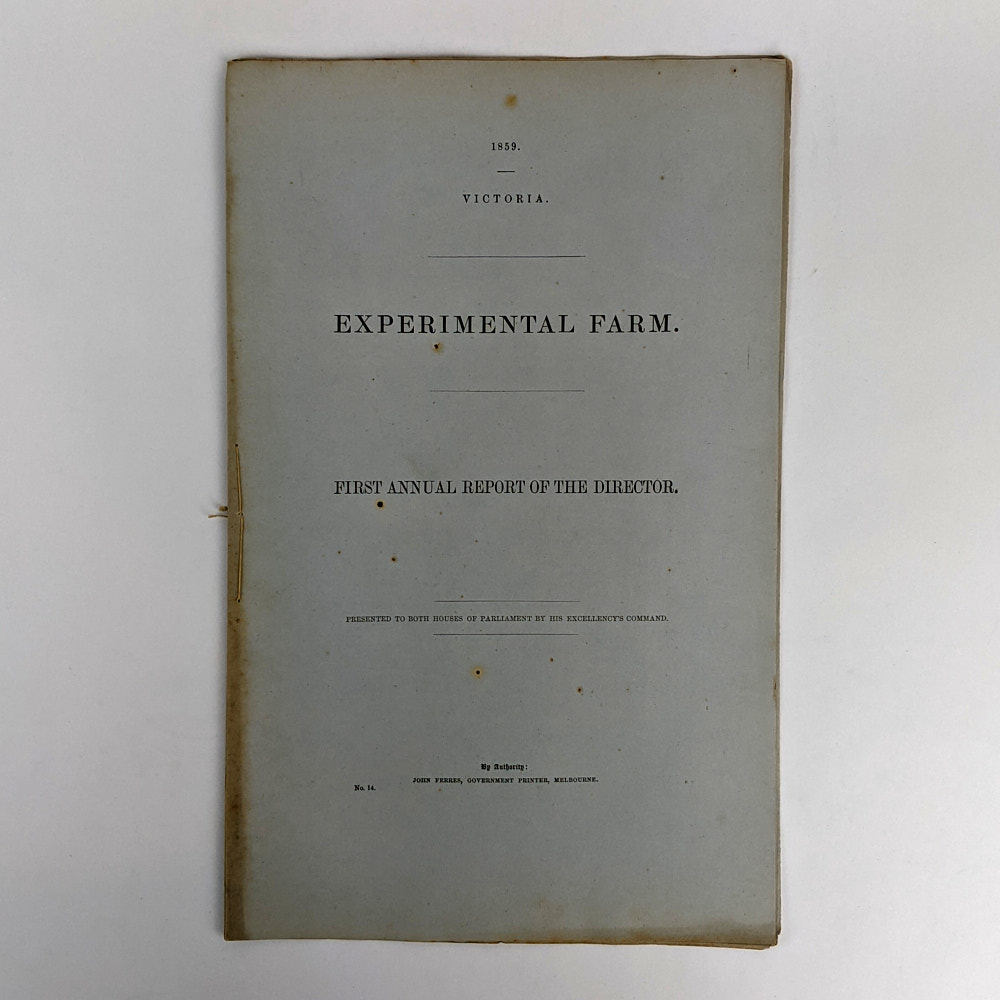 1859.
VICTORIA.
EXPERIMENTAL FARM.
FIRST ANNUAL REPORT OF THE DIRECTOR.
PRESENTED TO BOTH HOUSES OF PARLIAMENT BY HIS EXCELLENCY'S COMMAND.
By Authority:
JOHN FERRES, GOVERNMENT PRINTER, MELBOURNE.
No. 14.